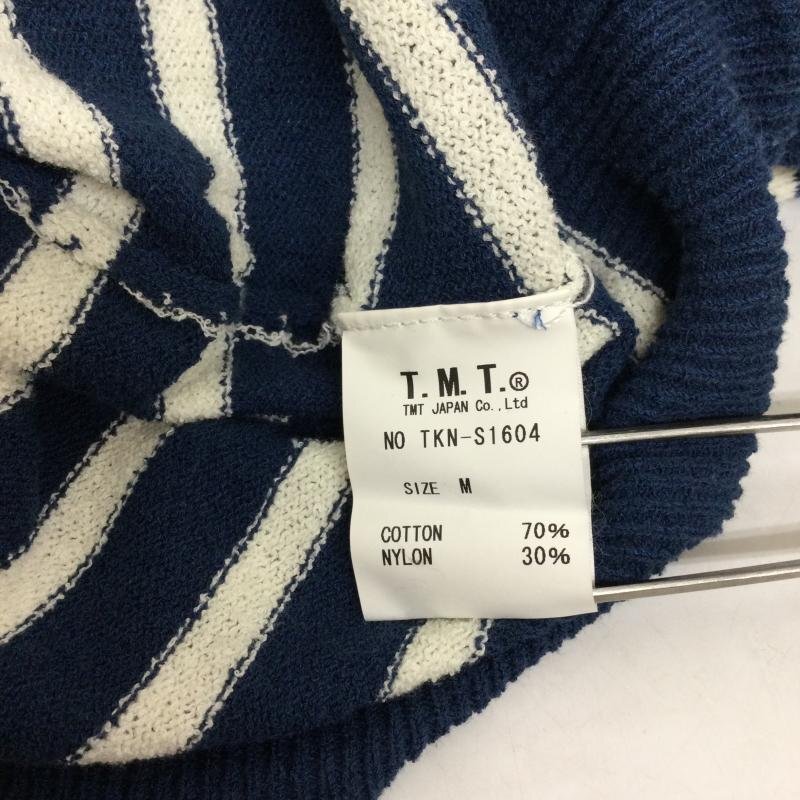 T.M.T.®
TMT JAPAN Co.,Ltd
NO TKN-S1604
SIZE M
COTTON 70%
NYLON 30%